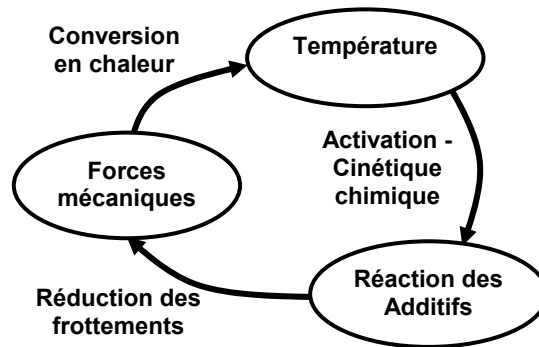 Conversion
en chaleur
Température
Activation -
Cinétique
chimique
Forces
mécaniques
Réaction des
Additifs
Réduction des
frottements